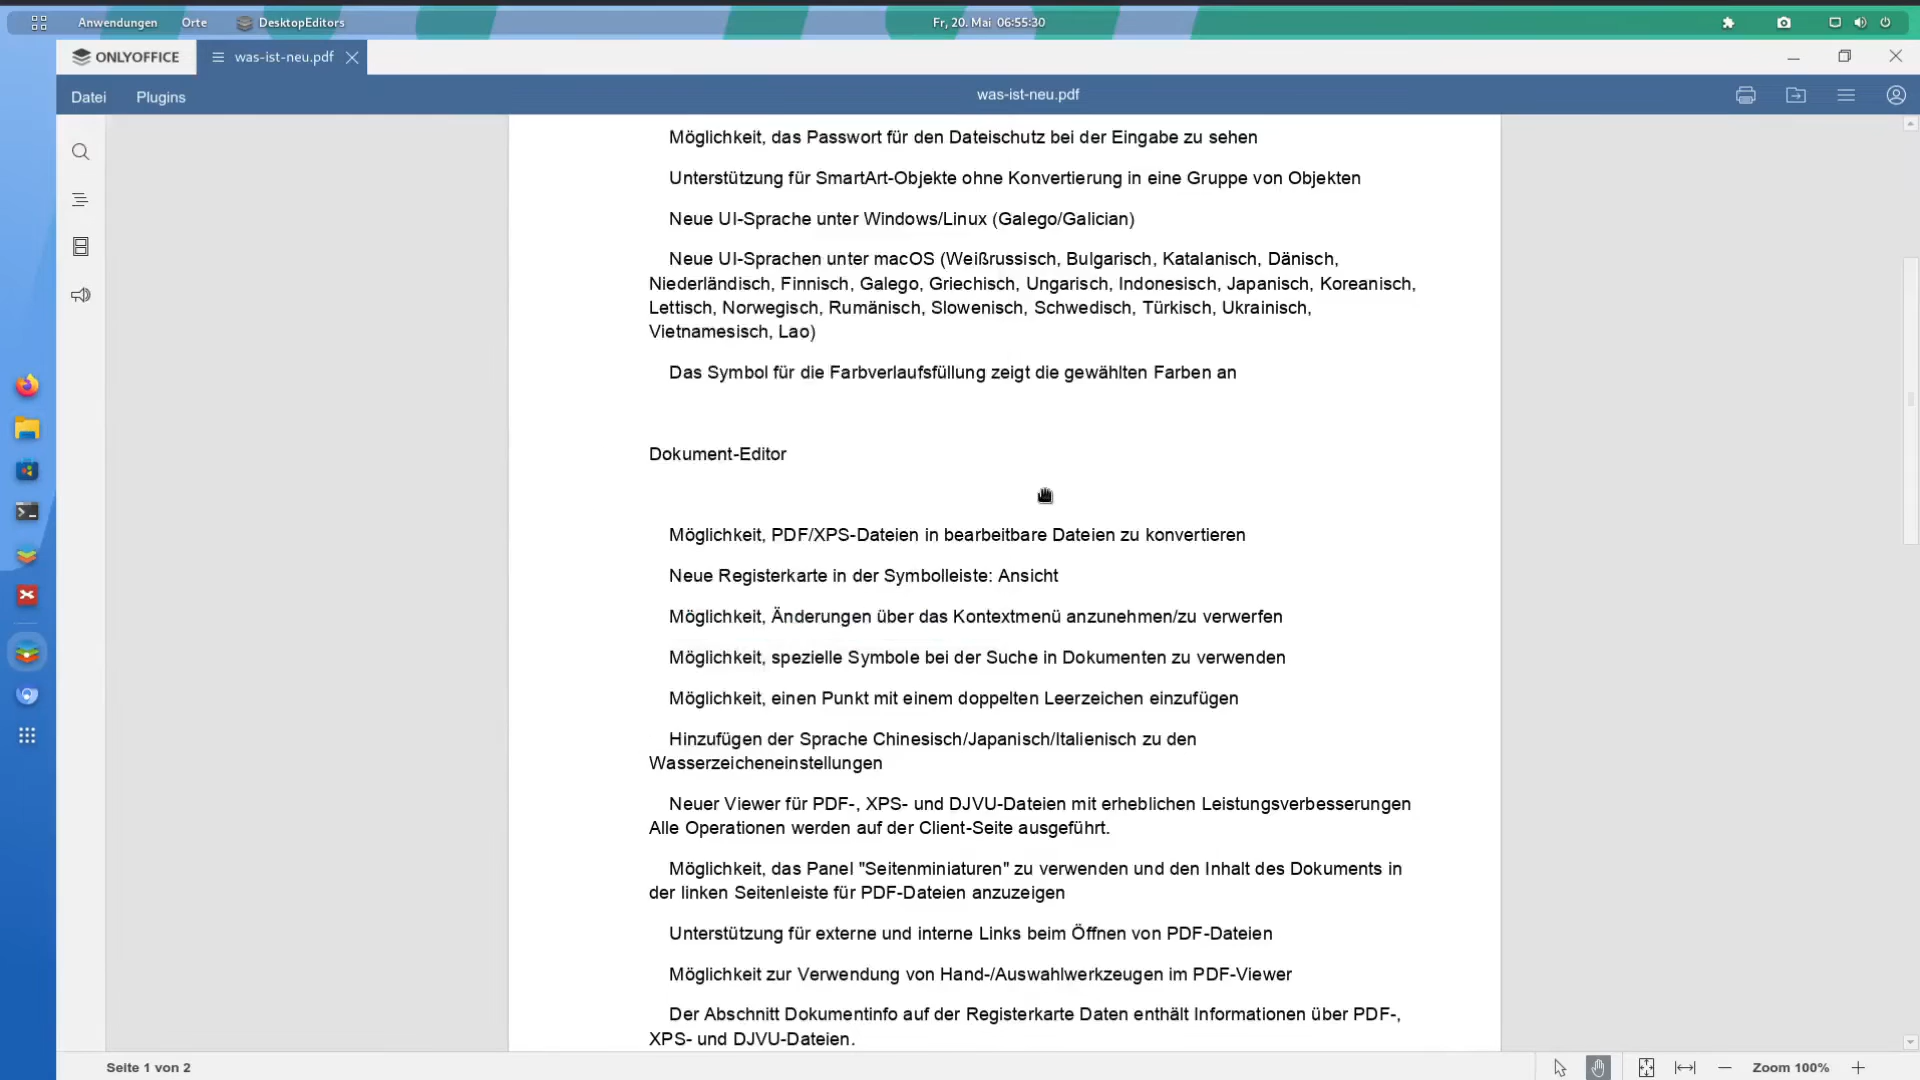 Anwendungen Orte DesktopEditors Fr, 20. Mai 06:55:30
ONLYOFFICE was-ist-neu.pdf
Datei Plugins was-ist-neu.pdf
Möglichkeit, das Passwort für den Dateischutz bei der Eingabe zu sehen
Unterstützung für SmartArt-Objekte ohne Konvertierung in eine Gruppe von Objekten
Neue UI-Sprache unter Windows/Linux (Galego/Galician)
Neue UI-Sprachen unter macOS (Weißrussisch, Bulgarisch, Katalanisch, Dänisch,
Niederländisch, Finnisch, Galego, Griechisch, Ungarisch, Indonesisch, Japanisch, Koreanisch,
Lettisch, Norwegisch, Rumänisch, Slowenisch, Schwedisch, Türkisch, Ukrainisch,
Vietnamesisch, Lao)
Das Symbol für die Farbverlaufsfüllung zeigt die gewählten Farben an
Dokument-Editor
Möglichkeit, PDF/XPS-Dateien in bearbeitbare Dateien zu konvertieren
Neue Registerkarte in der Symbolleiste: Ansicht
Möglichkeit, Änderungen über das Kontextmenü anzunehmen/zu verwerfen
Möglichkeit, spezielle Symbole bei der Suche in Dokumenten zu verwenden
Möglichkeit, einen Punkt mit einem doppelten Leerzeichen einzufügen
Hinzufügen der Sprache Chinesisch/Japanisch/Italienisch zu den
Wasserzeicheneinstellungen
Neuer Viewer für PDF-, XPS- und DJVU-Dateien mit erheblichen Leistungsverbesserungen
Alle Operationen werden auf der Client-Seite ausgeführt.
Möglichkeit, das Panel "Seitenminiaturen" zu verwenden und den Inhalt des Dokuments in
der linken Seitenleiste für PDF-Dateien anzuzeigen
Unterstützung für externe und interne Links beim Öffnen von PDF-Dateien
Möglichkeit zur Verwendung von Hand-/Auswahlwerkzeugen im PDF-Viewer
Der Abschnitt Dokumentinfo auf der Registerkarte Daten enthält Informationen über PDF-,
XPS- und DJVU-Dateien.
Seite 1 von 2 Zoom 100%